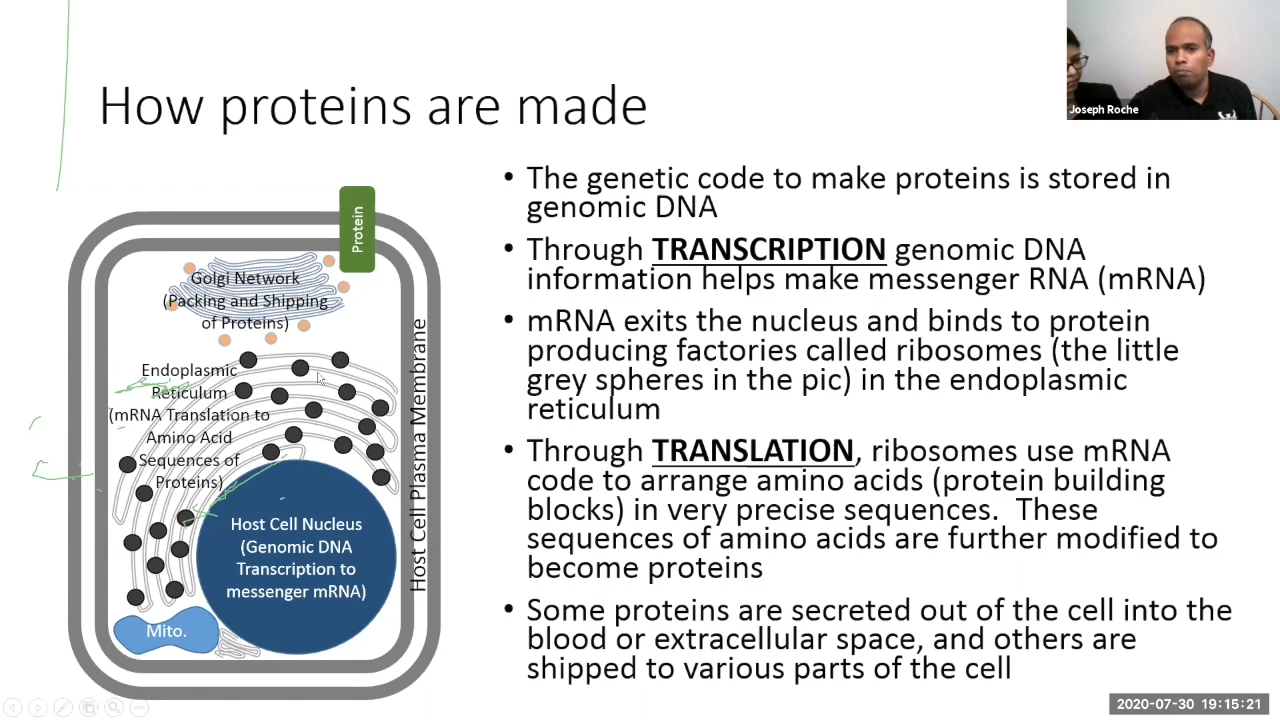 How proteins are made
Joseph Roche
• The genetic code to make proteins is stored in
genomic DNA
• Through TRANSCRIPTION genomic DNA
information helps make messenger RNA (mRNA)
• mRNA exits the nucleus and binds to protein
producing factories called ribosomes (the little
grey spheres in the pic) in the endoplasmic
reticulum
• Through TRANSLATION, ribosomes use mRNA
code to arrange amino acids (protein building
blocks) in very precise sequences.  These
sequences of amino acids are further modified to
become proteins
• Some proteins are secreted out of the cell into the
blood or extracellular space, and others are
shipped to various parts of the cell
Protein
Golgi Network
(Packing and Shipping
of Proteins)
Endoplasmic
Reticulum
(mRNA Translation to
Amino Acid
Sequences of
Proteins)
Host Cell Plasma Membrane
Host Cell Nucleus
(Genomic DNA
Transcription to
messenger mRNA)
Mito.
2020-07-30 19:15:21